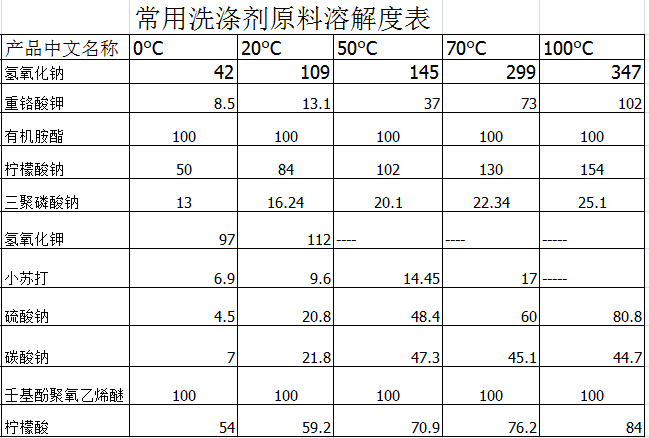 常用洗涤剂原料溶解度表
产品中文名称 0°C 20°C 50°C 70°C 100°C
氢氧化钠 42 109 145 299 347
重铬酸钾 8.5 13.1 37 73 102
有机胺酯 100 100 100 100 100
柠檬酸钠 50 84 102 130 154
三聚磷酸钠 13 16.24 20.1 22.34 25.1
氢氧化钾 97 112 ---- ---- -----
小苏打 6.9 9.6 14.45 17 -----
硫酸钠 4.5 20.8 48.4 60 80.8
碳酸钠 7 21.8 47.3 45.1 44.7
壬基酚聚氧乙烯醚 100 100 100 100 100
柠檬酸 54 59.2 70.9 76.2 84